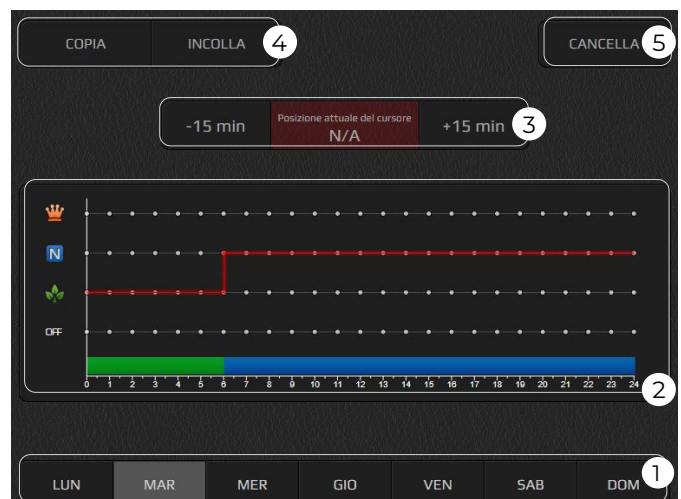 COPIA INCOLLA 4 CANCELLA 5
-15 min Posizione attuale del cursore +15 min 3
N/A
N
OFF
0 1 2 3 4 5 6 7 8 9 10 11 12 13 14 15 16 17 18 19 20 21 22 23 24
2
LUN MAR MER GIO VEN SAB DOM 1